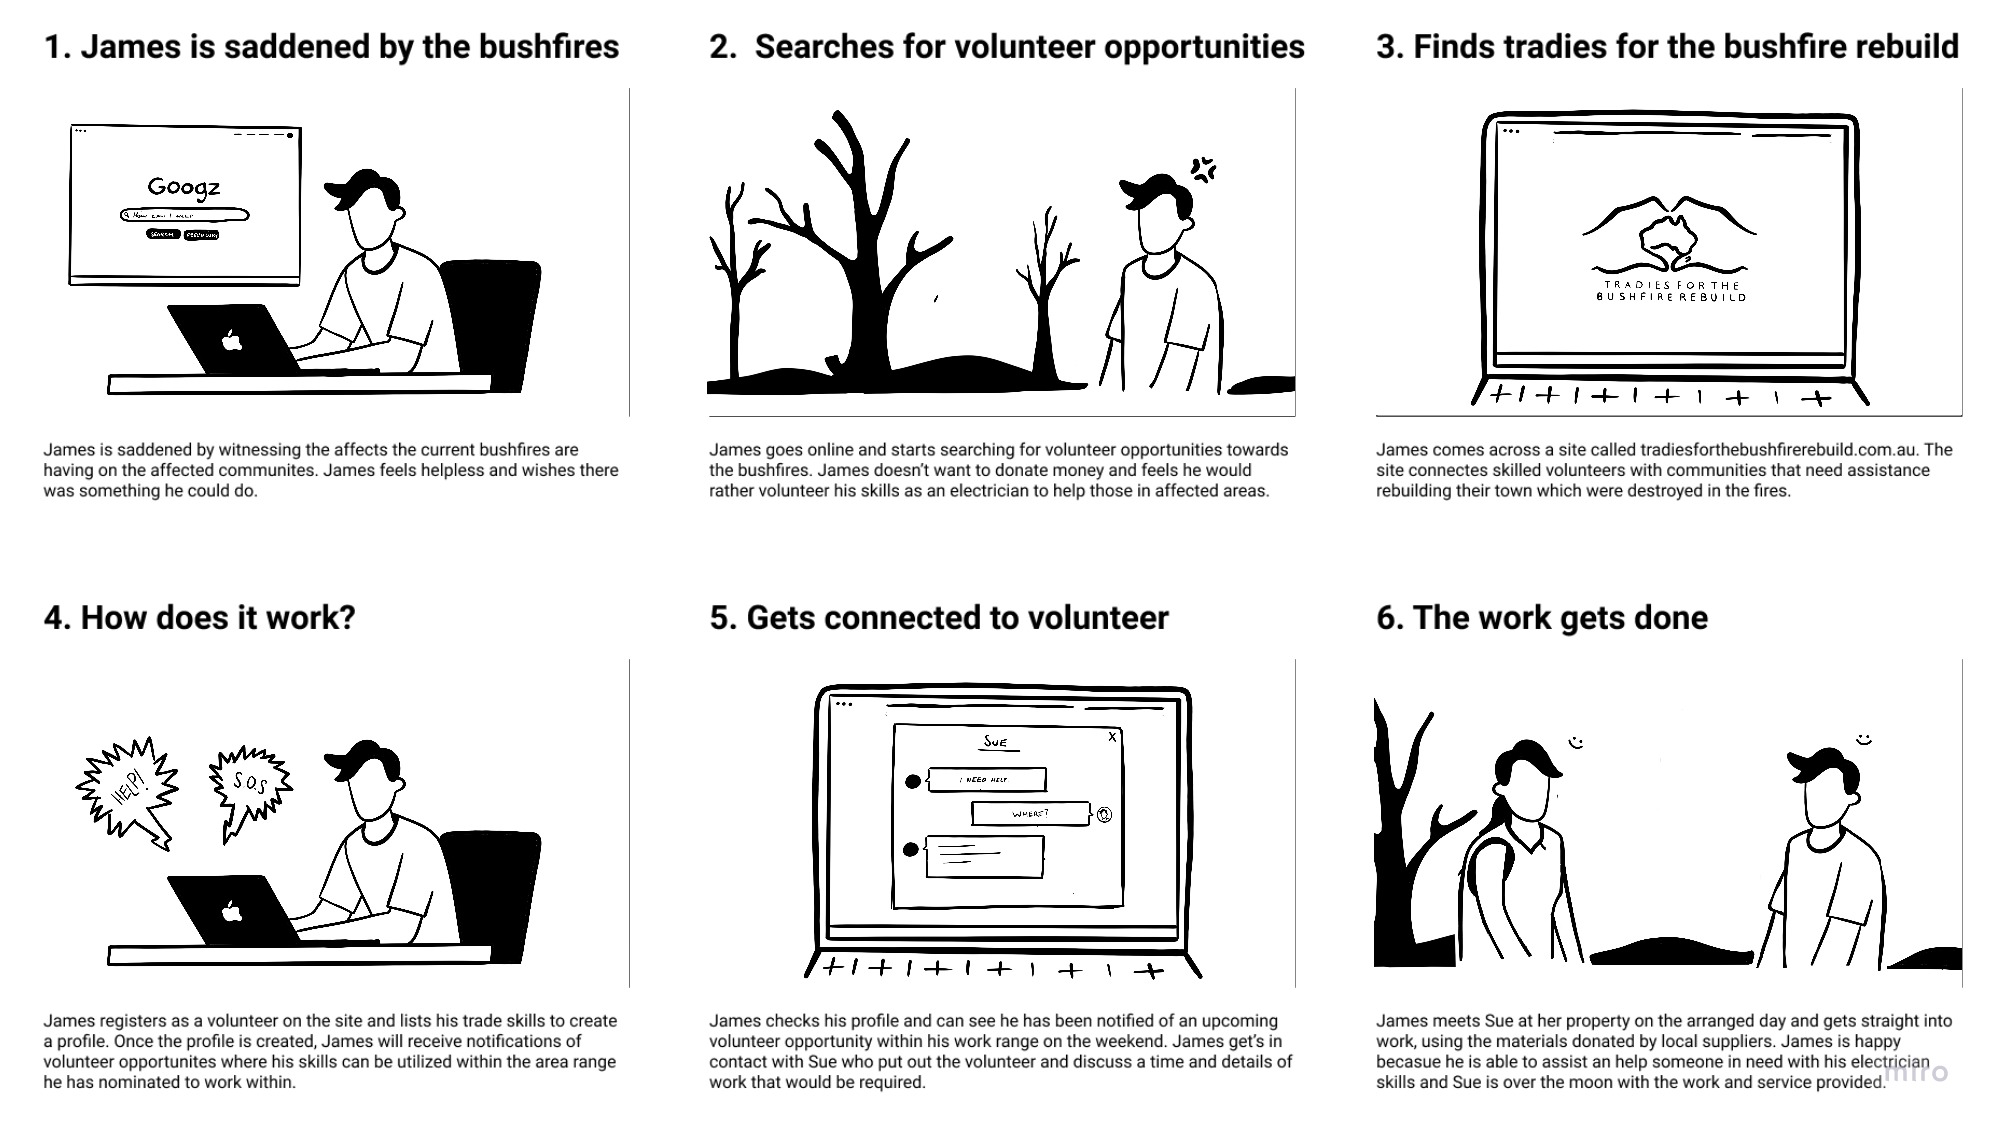 1. James is saddened by the bushfires
Googz
How can I help
SEARCH
James is saddened by witnessing the affects the current bushfires are
having on the affected communites. James feels helpless and wishes there
was something he could do.
2. Searches for volunteer opportunities
James goes online and starts searching for volunteer opportunities towards
the bushfires. James doesn't want to donate money and feels he would
rather volunteer his skills as an electrician to help those in affected areas.
3. Finds tradies for the bushfire rebuild
TRADIES FOR THE
BUSHFIRE REBUILD
James comes across a site called tradiesforthebushfirerebuild.com.au. The
site connectes skilled volunteers with communities that need assistance
rebuilding their town which were destroyed in the fires.
4. How does it work?
HELP!
S.O.S
James registers as a volunteer on the site and lists his trade skills to create
a profile. Once the profile is created, James will receive notifications of
volunteer opportunites where his skills can be utilized within the area range
he has nominated to work within.
5. Gets connected to volunteer
SUE
X
I NEED HELP
WHERE?
James checks his profile and can see he has been notified of an upcoming
volunteer opportunity within his work range on the weekend. James get's in
contact with Sue who put out the volunteer and discuss a time and details of
work that would be required.
6. The work gets done
James meets Sue at her property on the arranged day and gets straight into
work, using the materials donated by local suppliers. James is happy
becasue he is able to assist an help someone in need with his electrician
skills and Sue is over the moon with the work and service provided.
miro